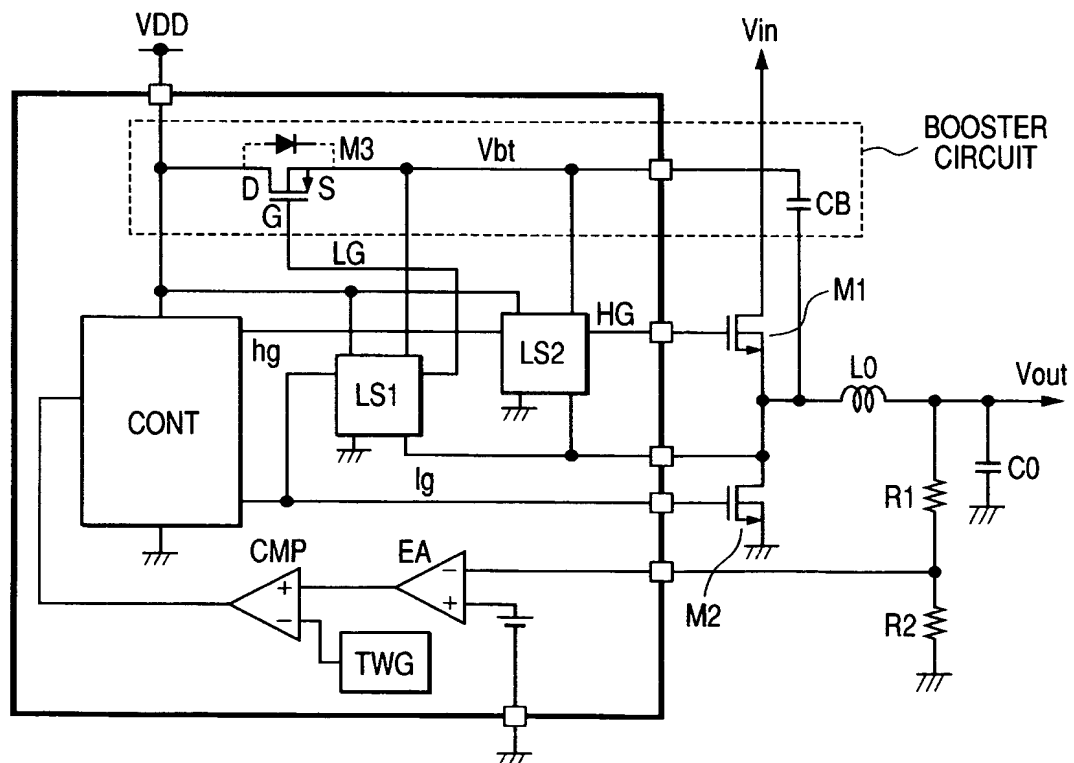 VDD
Vin
BOOSTER
CIRCUIT
M3
Vbt
D
S
G
CB
LG
M1
HG
hg
LS2
LS1
L0
Vout
CONT
lg
C0
R1
CMP
EA
M2
+
−
−
+
R2
TWG